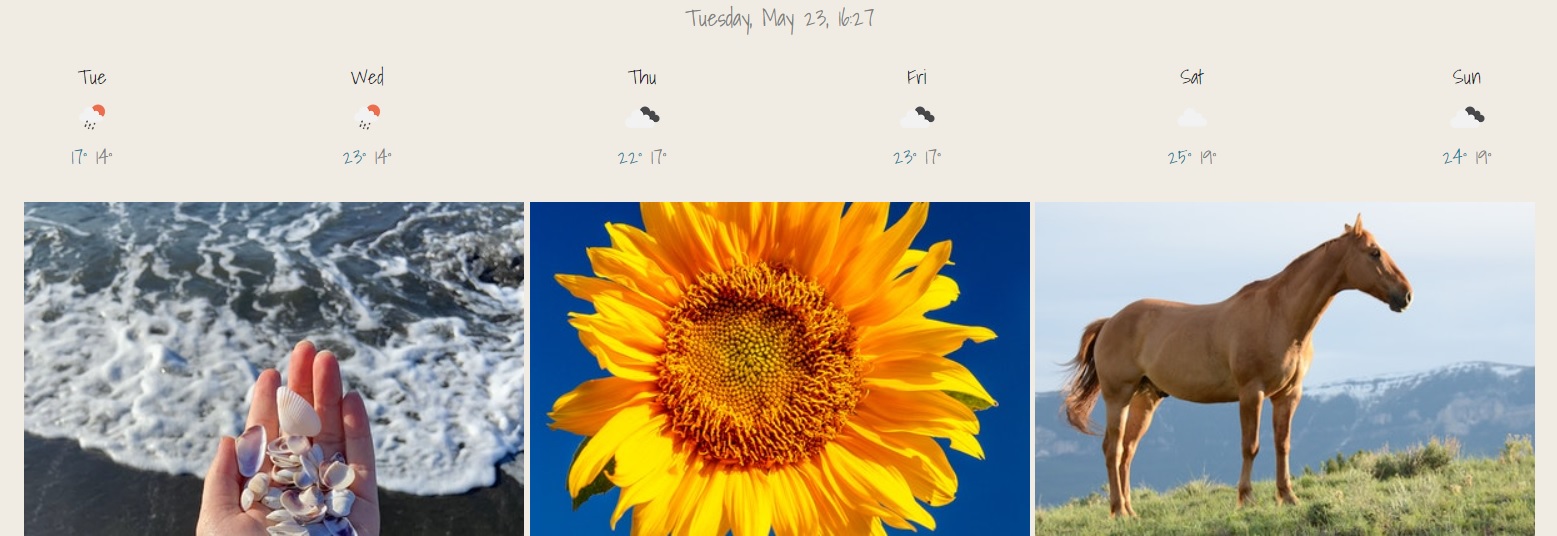 Tuesday, May 23, 16:27
Tue Wed Thu Fri Sat Sun
17° 14° 23° 14° 22° 17° 23° 17° 25° 19° 24° 19°